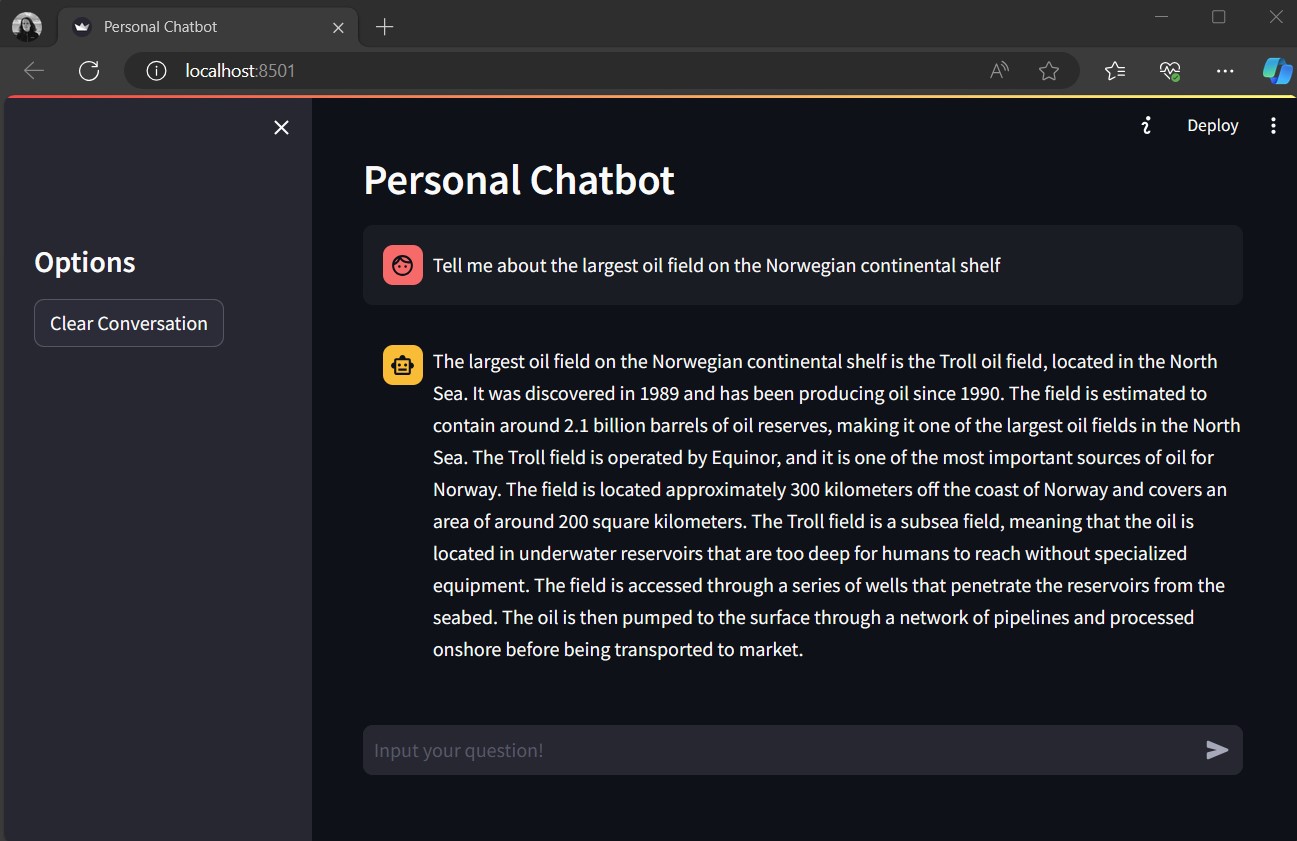 Personal Chatbot
localhost:8501
Deploy
Options
Clear Conversation
Personal Chatbot
Tell me about the largest oil field on the Norwegian continental shelf
The largest oil field on the Norwegian continental shelf is the Troll oil field, located in the North
Sea. It was discovered in 1989 and has been producing oil since 1990. The field is estimated to
contain around 2.1 billion barrels of oil reserves, making it one of the largest oil fields in the North
Sea. The Troll field is operated by Equinor, and it is one of the most important sources of oil for
Norway. The field is located approximately 300 kilometers off the coast of Norway and covers an
area of around 200 square kilometers. The Troll field is a subsea field, meaning that the oil is
located in underwater reservoirs that are too deep for humans to reach without specialized
equipment. The field is accessed through a series of wells that penetrate the reservoirs from the
seabed. The oil is then pumped to the surface through a network of pipelines and processed
onshore before being transported to market.
Input your question!